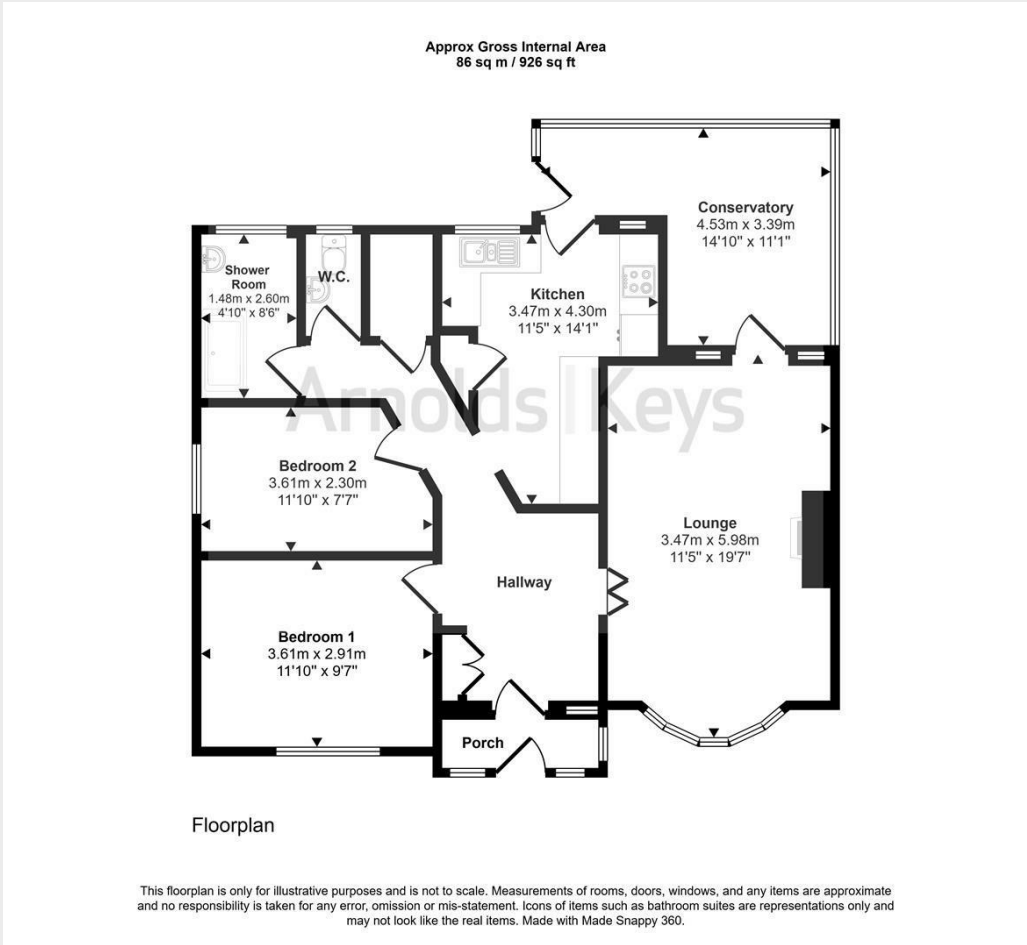 Approx Gross Internal Area
86 sq m / 926 sq ft
Conservatory
4.53m x 3.39m
14'10" x 11'1"
Shower
Room
1.48m x 2.60m
4'10" x 8'6"
W.C.
Kitchen
3.47m x 4.30m
11'5" x 14'1"
Arnolds|Keys
Bedroom 2
3.61m x 2.30m
11'10" x 7'7"
Lounge
3.47m x 5.98m
11'5" x 19'7"
Hallway
Bedroom 1
3.61m x 2.91m
11'10" x 9'7"
Porch
Floorplan
This floorplan is only for illustrative purposes and is not to scale. Measurements of rooms, doors, windows, and any items are approximate
and no responsibility is taken for any error, omission or mis-statement. Icons of items such as bathroom suites are representations only and
may not look like the real items. Made with Made Snappy 360.